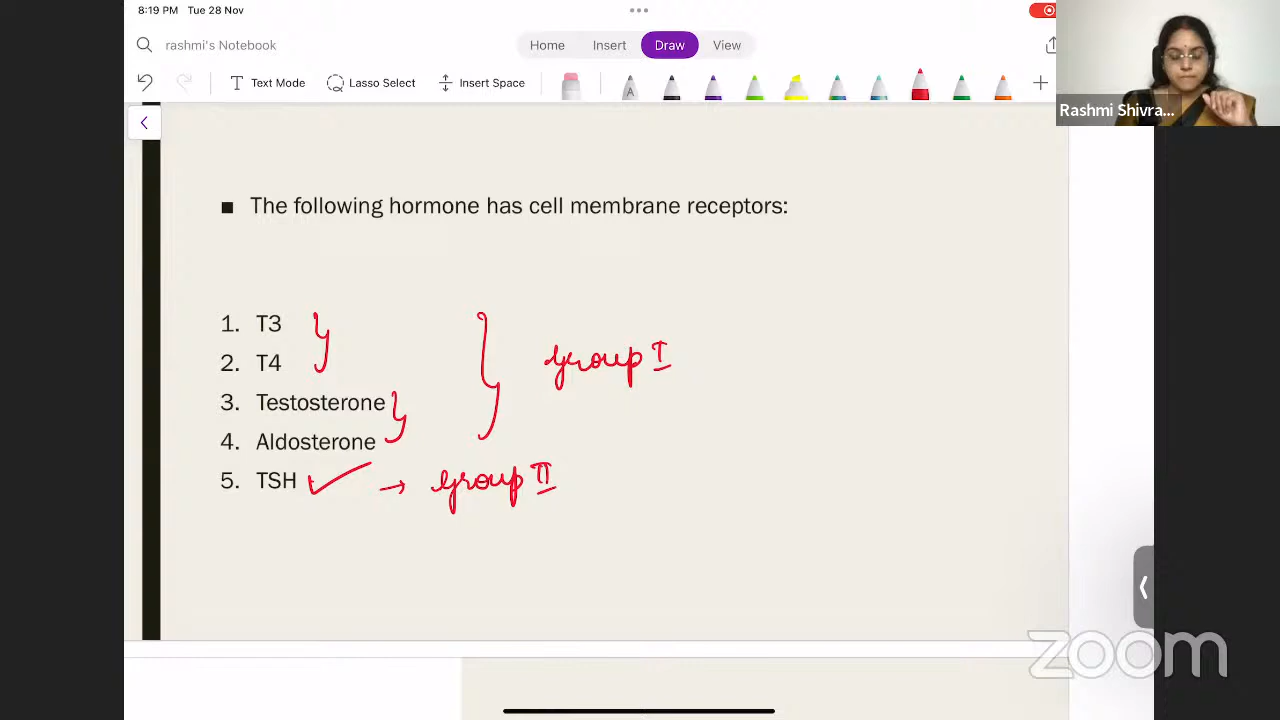 8:19 PM Tue 28 Nov
rashmi's Notebook
Home Insert Draw View
Text Mode Lasso Select Insert Space
A
Rashmi Shivra...
The following hormone has cell membrane receptors:
1. T3
2. T4
group I
3. Testosterone
4. Aldosterone
5. TSH → group II
zoom